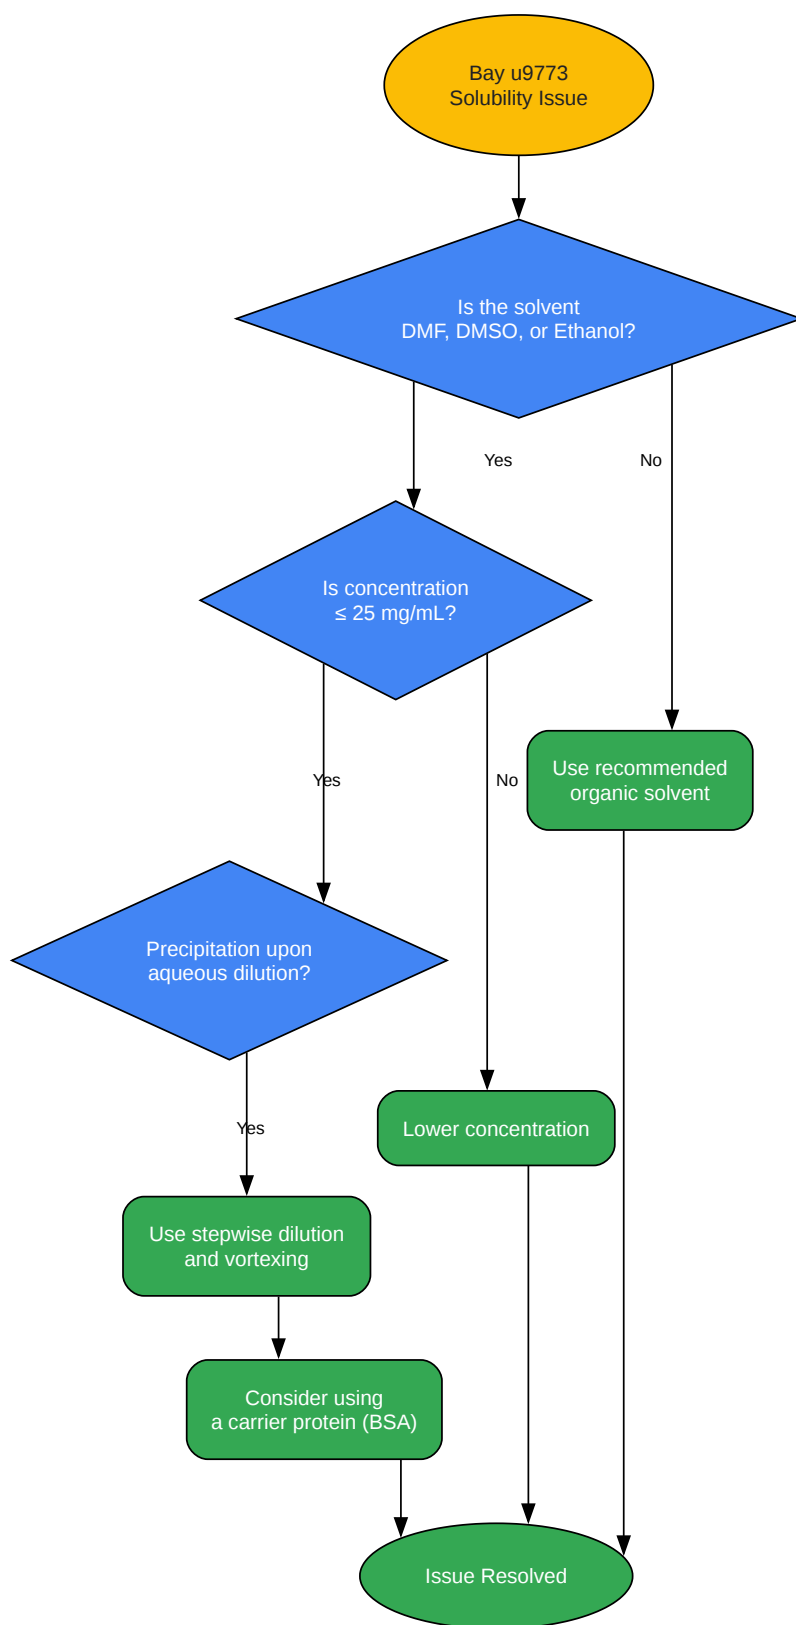 Bay u9773
Solubility Issue
Is the solvent
DMF, DMSO, or Ethanol?
Yes
No
Is concentration
≤ 25 mg/mL?
Use recommended
organic solvent
Yes
No
Precipitation upon
aqueous dilution?
Lower concentration
Yes
Use stepwise dilution
and vortexing
Consider using
a carrier protein (BSA)
Issue Resolved